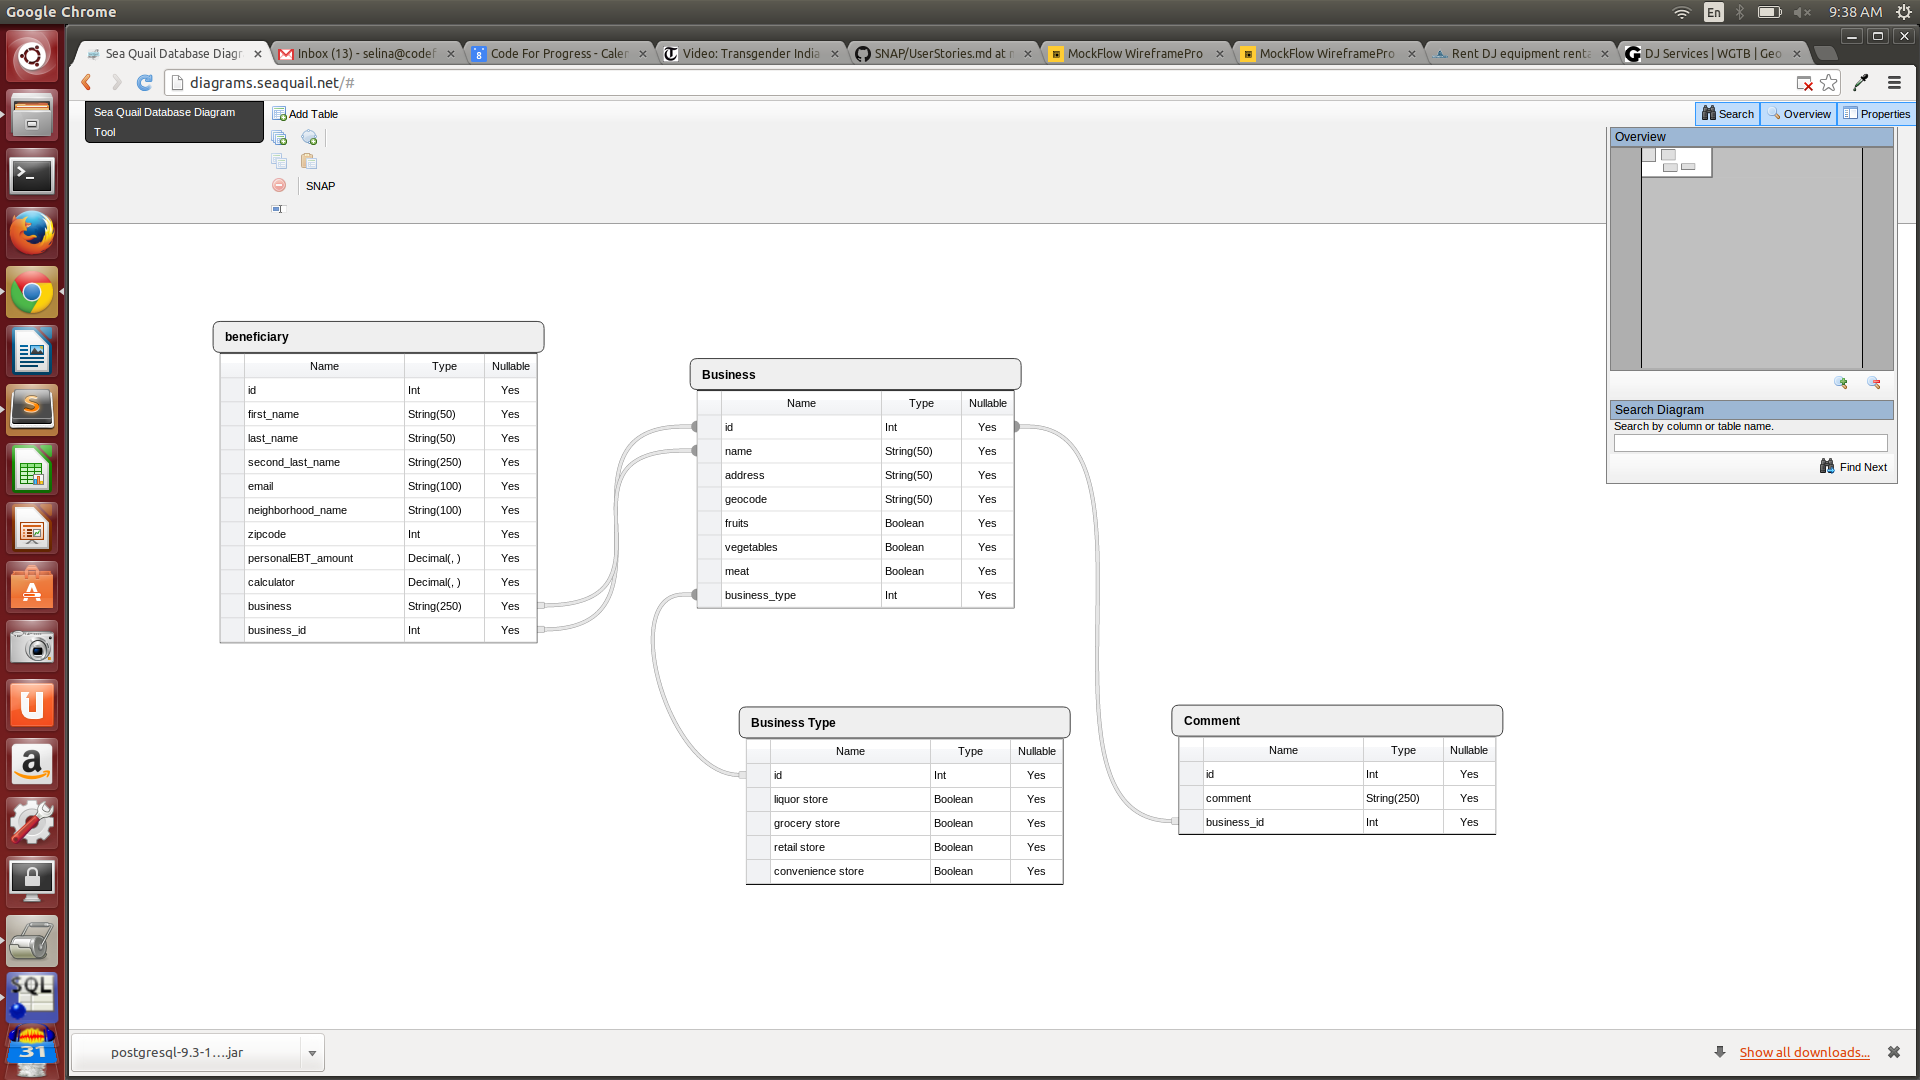 Google Chrome
En
9:38 AM
Sea Quail Database Diagr
Inbox (13) - selina@codef
8
Code For Progress - Calen
Video: Transgender India
SNAP/UserStories.md at m
MockFlow WireframePro
MockFlow WireframePro
Rent DJ equipment renta
DJ Services | WGTB | Geo
diagrams.seaquail.net/#
Sea Quail Database Diagram
Tool
Add Table
SNAP
Search
Overview
Properties
Overview
Search Diagram
Search by column or table name.
Find Next
beneficiary
Name Type Nullable
id Int Yes
first_name String(50) Yes
last_name String(50) Yes
second_last_name String(250) Yes
email String(100) Yes
neighborhood_name String(100) Yes
zipcode Int Yes
personalEBT_amount Decimal(, ) Yes
calculator Decimal(, ) Yes
business String(250) Yes
business_id Int Yes
Business
Name Type Nullable
id Int Yes
name String(50) Yes
address String(50) Yes
geocode String(50) Yes
fruits Boolean Yes
vegetables Boolean Yes
meat Boolean Yes
business_type Int Yes
Business Type
Name Type Nullable
id Int Yes
liquor store Boolean Yes
grocery store Boolean Yes
retail store Boolean Yes
convenience store Boolean Yes
Comment
Name Type Nullable
id Int Yes
comment String(250) Yes
business_id Int Yes
SQL
31
postgresql-9.3-1....jar
Show all downloads...